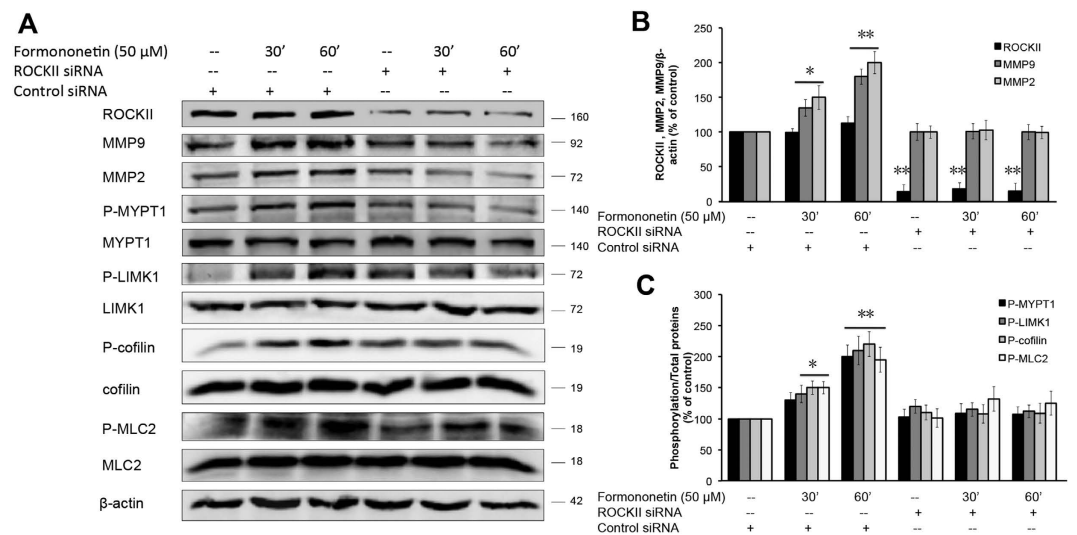 A
Formononetin (50 μM) -- 30’ 60’ -- 30’ 60’
ROCKII siRNA -- -- -- + + +
Control siRNA + + + -- -- --
ROCKII 160
MMP9 92
MMP2 72
P-MYPT1 140
MYPT1 140
P-LIMK1 72
LIMK1 72
P-cofilin 19
cofilin 19
P-MLC2 18
MLC2 18
β-actin 42
B
ROCKII , MMP2, MMP9/β-
actin (% of control)
250
200
150
100
50
0
* ** ** ** **
ROCKII
MMP9
MMP2
Formononetin (50 μM) -- 30’ 60’ -- 30’ 60’
ROCKII siRNA -- -- -- + + +
Control siRNA + + + -- -- --
C
Phosphorylation/Total proteins
(% of control)
300
250
200
150
100
50
0
* **
P-MYPT1
P-LIMK1
P-cofilin
P-MLC2
Formononetin (50 μM) -- 30’ 60’ -- 30’ 60’
ROCKII siRNA -- -- -- + + +
Control siRNA + + + -- -- --